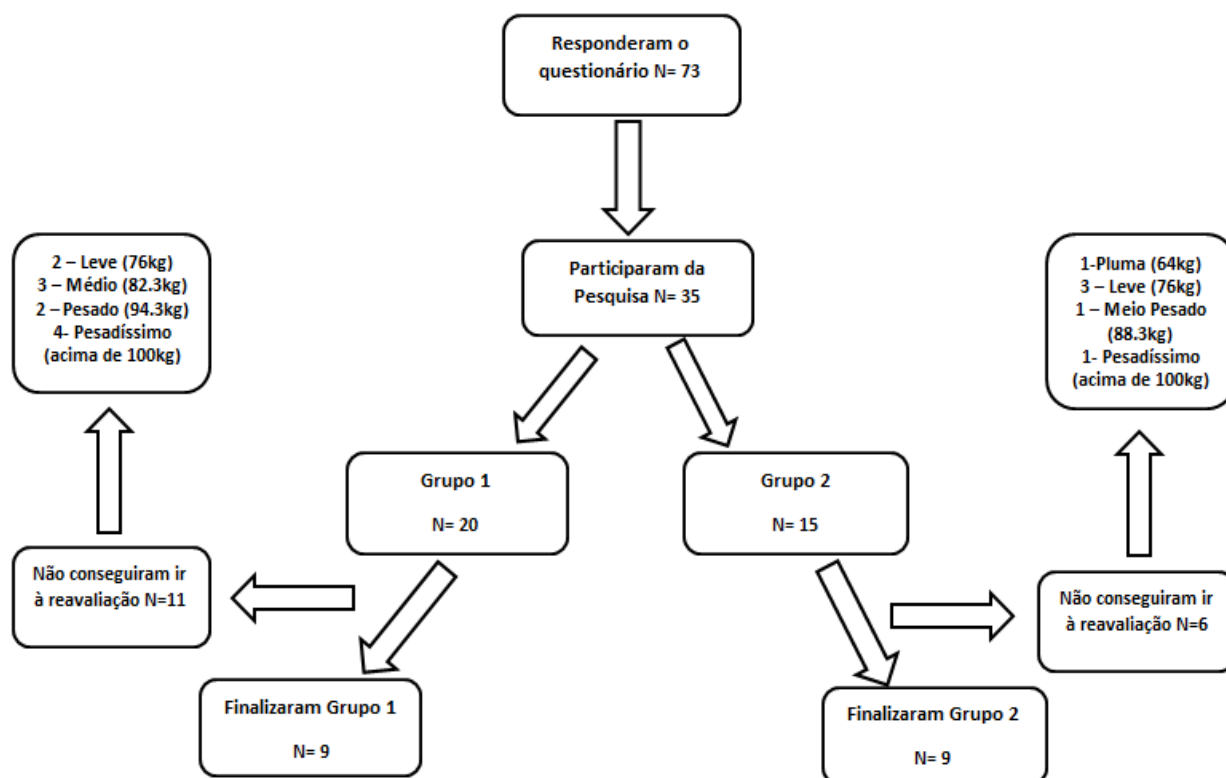 Responderam o
questionário N= 73
Participaram da
Pesquisa N= 35
2 – Leve (76kg)
3 – Médio (82.3kg)
2 – Pesado (94.3kg)
4- Pesadíssimo
(acima de 100kg)
1-Pluma (64kg)
3 – Leve (76kg)
1 – Meio Pesado
(88.3kg)
1- Pesadíssimo
(acima de 100kg)
Grupo 1
N= 20
Grupo 2
N= 15
Não conseguiram ir
à reavaliação N=11
Não conseguiram ir
à reavaliação N=6
Finalizaram Grupo 1
N= 9
Finalizaram Grupo 2
N= 9